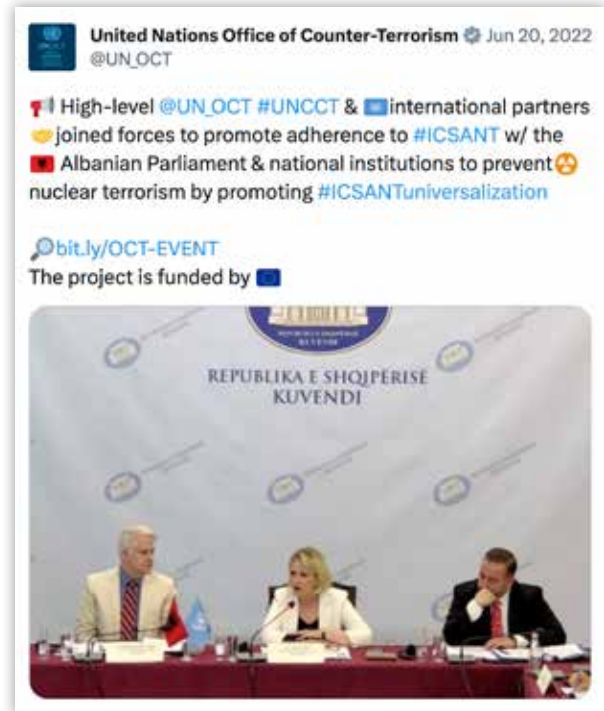 United Nations Office of Counter-Terrorism Jun 20, 2022
@UN_OCT
📢 High-level @UN_OCT #UNCCT & 🇺🇳international partners
🤝joined forces to promote adherence to #ICSANT w/ the
🇦🇱 Albanian Parliament & national institutions to prevent☢️
nuclear terrorism by promoting #ICSANTuniversalization
🔎bit.ly/OCT-EVENT
The project is funded by 🇪🇺
REPUBLIKA E SHQIPËRISË
KUVENDI